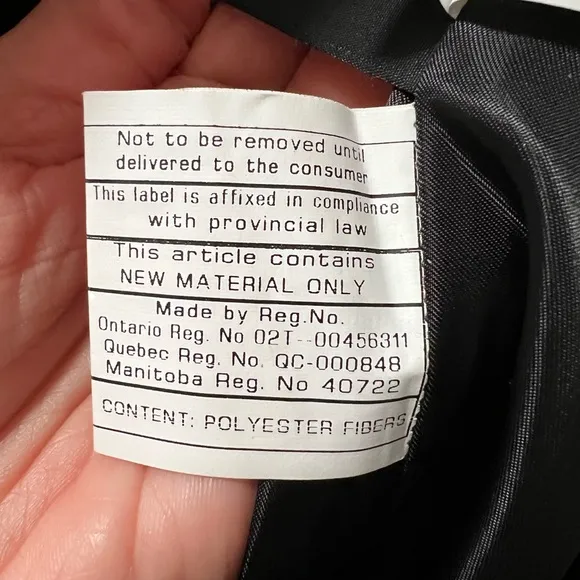 Not to be removed until
delivered to the consumer
This label is affixed in compliance
with provincial law
This article contains
NEW MATERIAL ONLY
Made by Reg.No.
Ontario Reg. No 02T--00456311
Quebec Reg. No. QC-000848
Manitoba Reg. No 40722
CONTENT: POLYESTER FIBERS